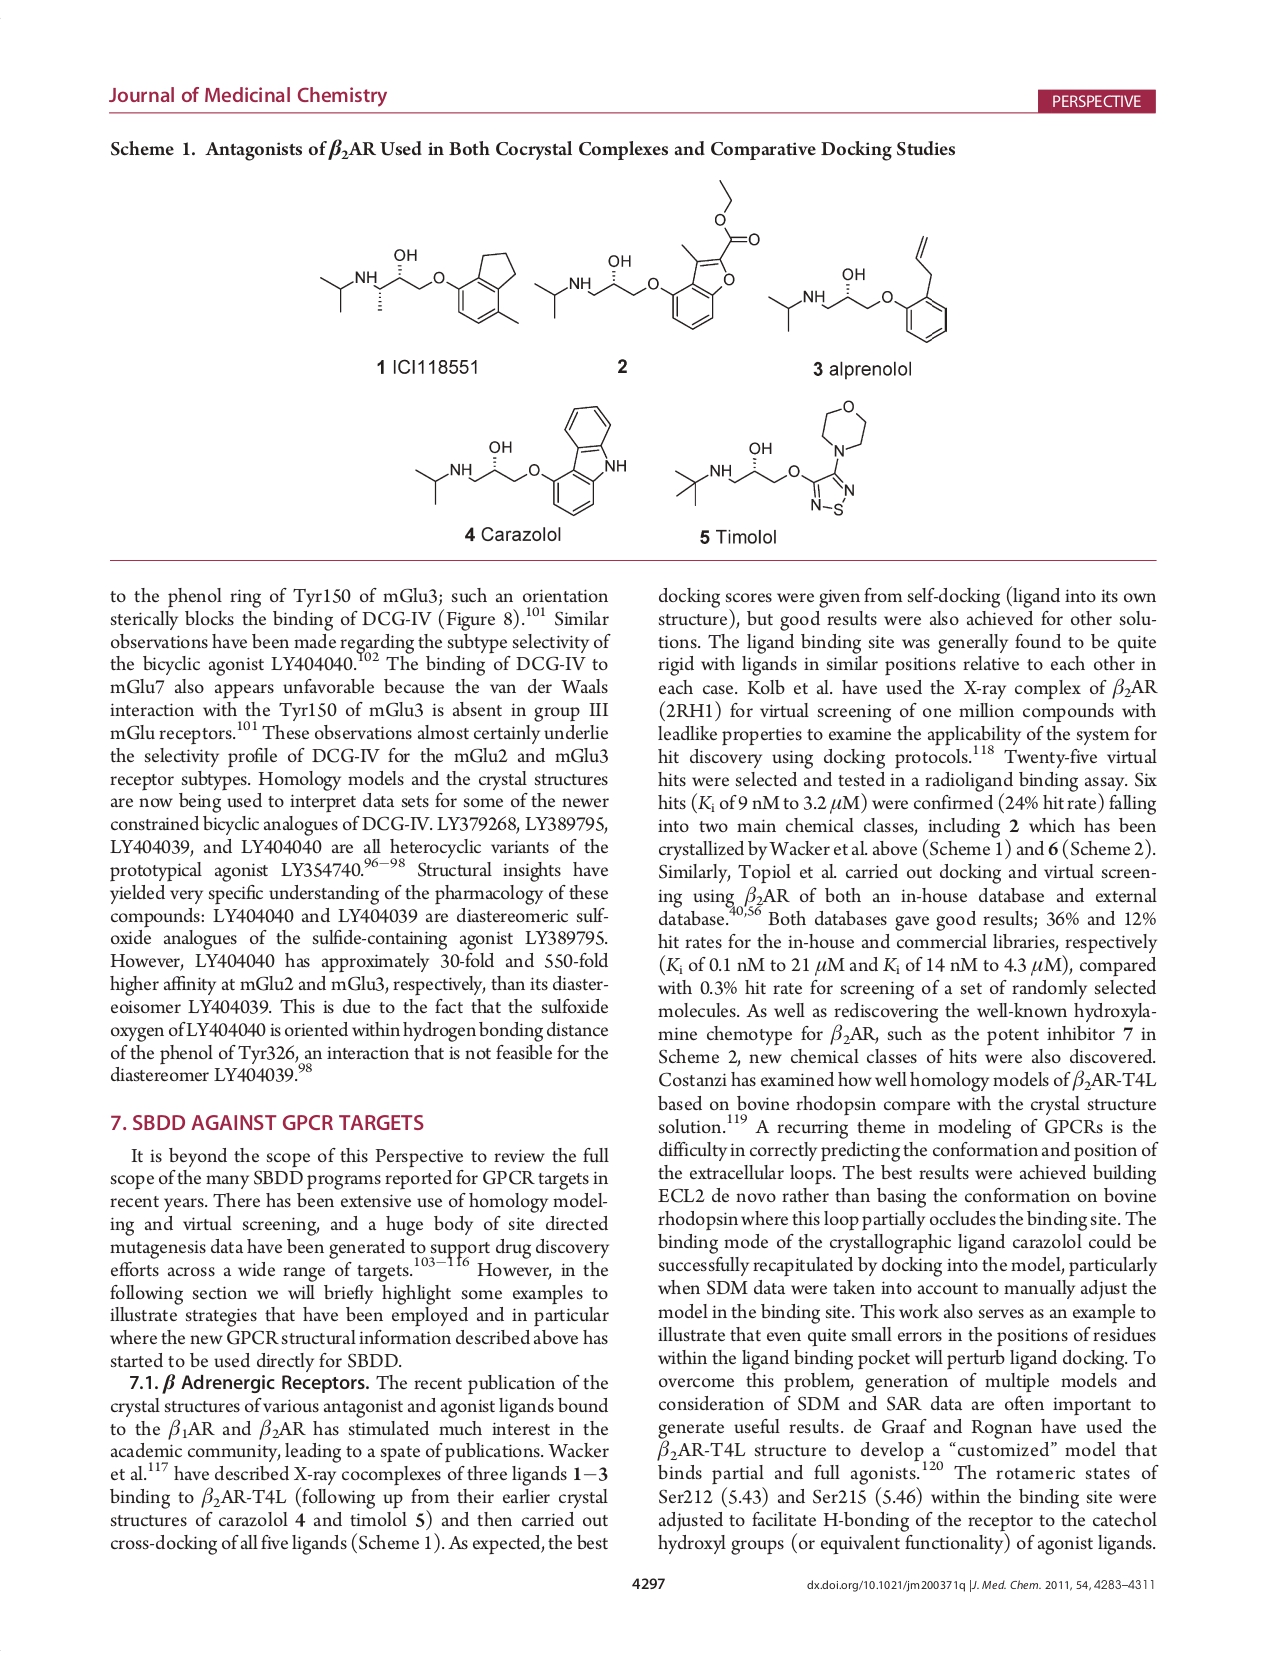 Journal of Medicinal Chemistry
PERSPECTIVE
Scheme 1. Antagonists of β2AR Used in Both Cocrystal Complexes and Comparative Docking Studies
OH
NH
O
1 ICI118551
O
O
OH
NH
O
O
2
OH
NH
O
3 alprenolol
OH
NH
O
NH
4 Carazolol
O
N
OH
NH
O
N
N
S
5 Timolol
to the phenol ring of Tyr150 of mGlu3; such an orientation
sterically blocks the binding of DCG-IV (Figure 8).101 Similar
observations have been made regarding the subtype selectivity of
the bicyclic agonist LY404040.102 The binding of DCG-IV to
mGlu7 also appears unfavorable because the van der Waals
interaction with the Tyr150 of mGlu3 is absent in group III
mGlu receptors.101 These observations almost certainly underlie
the selectivity profile of DCG-IV for the mGlu2 and mGlu3
receptor subtypes. Homology models and the crystal structures
are now being used to interpret data sets for some of the newer
constrained bicyclic analogues of DCG-IV. LY379268, LY389795,
LY404039, and LY404040 are all heterocyclic variants of the
prototypical agonist LY354740.96−98 Structural insights have
yielded very specific understanding of the pharmacology of these
compounds: LY404040 and LY404039 are diastereomeric sulf-
oxide analogues of the sulfide-containing agonist LY389795.
However, LY404040 has approximately 30-fold and 550-fold
higher affinity at mGlu2 and mGlu3, respectively, than its diaster-
eoisomer LY404039. This is due to the fact that the sulfoxide
oxygen of LY404040 is oriented within hydrogen bonding distance
of the phenol of Tyr326, an interaction that is not feasible for the
diastereomer LY404039.98
7. SBDD AGAINST GPCR TARGETS
It is beyond the scope of this Perspective to review the full
scope of the many SBDD programs reported for GPCR targets in
recent years. There has been extensive use of homology model-
ing and virtual screening, and a huge body of site directed
mutagenesis data have been generated to support drug discovery
efforts across a wide range of targets.103−116 However, in the
following section we will briefly highlight some examples to
illustrate strategies that have been employed and in particular
where the new GPCR structural information described above has
started to be used directly for SBDD.
7.1. β Adrenergic Receptors. The recent publication of the
crystal structures of various antagonist and agonist ligands bound
to the β1AR and β2AR has stimulated much interest in the
academic community, leading to a spate of publications. Wacker
et al.117 have described X-ray cocomplexes of three ligands 1−3
binding to β2AR-T4L (following up from their earlier crystal
structures of carazolol 4 and timolol 5) and then carried out
cross-docking of all five ligands (Scheme 1). As expected, the best
docking scores were given from self-docking (ligand into its own
structure), but good results were also achieved for other solu-
tions. The ligand binding site was generally found to be quite
rigid with ligands in similar positions relative to each other in
each case. Kolb et al. have used the X-ray complex of β2AR
(2RH1) for virtual screening of one million compounds with
leadlike properties to examine the applicability of the system for
hit discovery using docking protocols.118 Twenty-five virtual
hits were selected and tested in a radioligand binding assay. Six
hits (Ki of 9 nM to 3.2 μM) were confirmed (24% hit rate) falling
into two main chemical classes, including 2 which has been
crystallized by Wacker et al. above (Scheme 1) and 6 (Scheme 2).
Similarly, Topiol et al. carried out docking and virtual screen-
ing using β2AR of both an in-house database and external
database.40,56 Both databases gave good results; 36% and 12%
hit rates for the in-house and commercial libraries, respectively
(Ki of 0.1 nM to 21 μM and Ki of 14 nM to 4.3 μM), compared
with 0.3% hit rate for screening of a set of randomly selected
molecules. As well as rediscovering the well-known hydroxyla-
mine chemotype for β2AR, such as the potent inhibitor 7 in
Scheme 2, new chemical classes of hits were also discovered.
Costanzi has examined how well homology models of β2AR-T4L
based on bovine rhodopsin compare with the crystal structure
solution.119 A recurring theme in modeling of GPCRs is the
difficulty in correctly predicting the conformation and position of
the extracellular loops. The best results were achieved building
ECL2 de novo rather than basing the conformation on bovine
rhodopsin where this loop partially occludes the binding site. The
binding mode of the crystallographic ligand carazolol could be
successfully recapitulated by docking into the model, particularly
when SDM data were taken into account to manually adjust the
model in the binding site. This work also serves as an example to
illustrate that even quite small errors in the positions of residues
within the ligand binding pocket will perturb ligand docking. To
overcome this problem, generation of multiple models and
consideration of SDM and SAR data are often important to
generate useful results. de Graaf and Rognan have used the
β2AR-T4L structure to develop a “customized” model that
binds partial and full agonists.120 The rotameric states of
Ser212 (5.43) and Ser215 (5.46) within the binding site were
adjusted to facilitate H-bonding of the receptor to the catechol
hydroxyl groups (or equivalent functionality) of agonist ligands.
4297
dx.doi.org/10.1021/jm200371q |J. Med. Chem. 2011, 54, 4283–4311